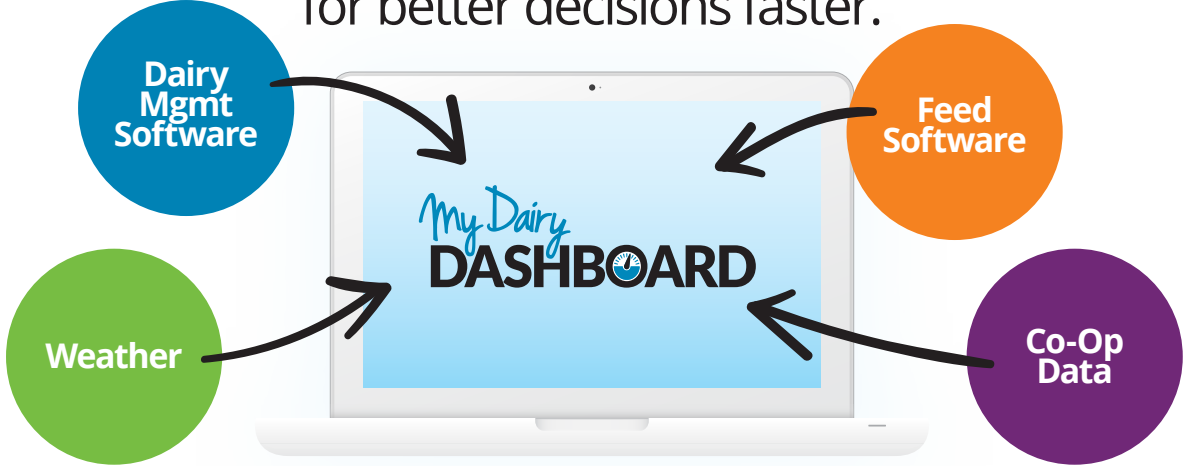 for better decisions faster.
Dairy
Mgmt
Software
Feed
Software
My Dairy
DASHBOARD
Weather
Co-Op
Data